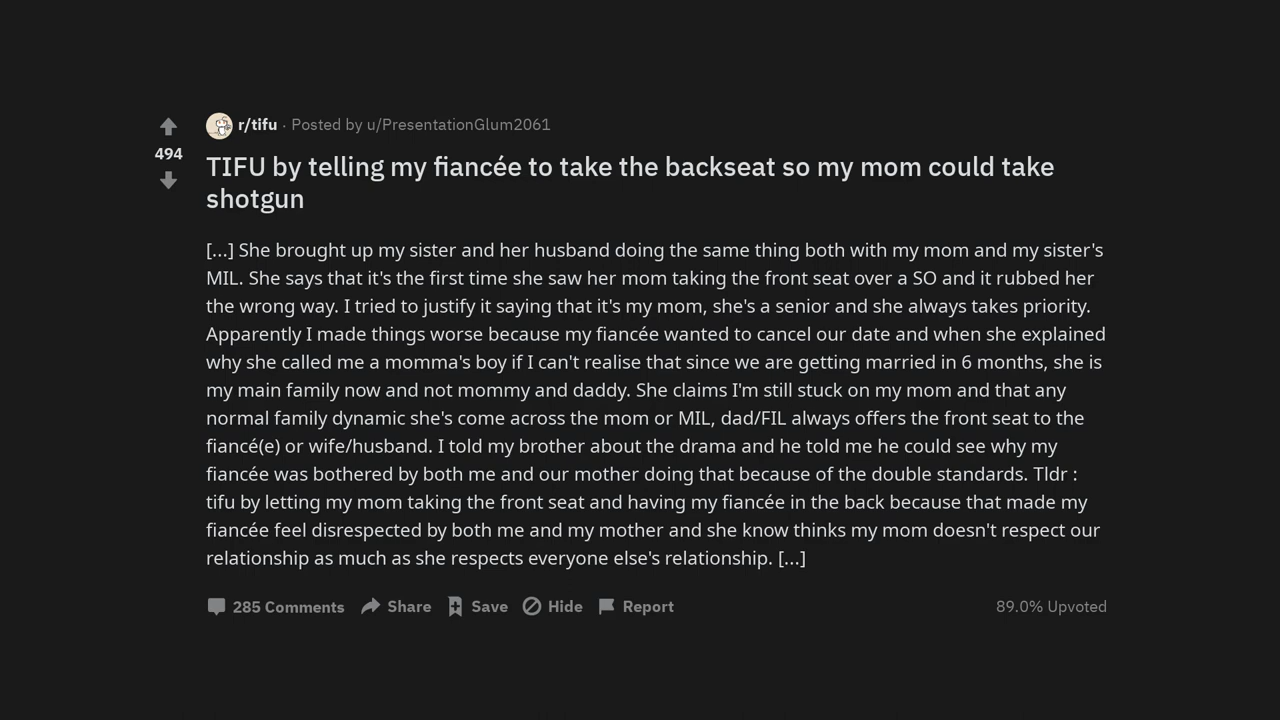 r/tifu · Posted by u/PresentationGlum2061
494
TIFU by telling my fiancée to take the backseat so my mom could take
shotgun
[...] She brought up my sister and her husband doing the same thing both with my mom and my sister's
MIL. She says that it's the first time she saw her mom taking the front seat over a SO and it rubbed her
the wrong way. I tried to justify it saying that it's my mom, she's a senior and she always takes priority.
Apparently I made things worse because my fiancée wanted to cancel our date and when she explained
why she called me a momma's boy if I can't realise that since we are getting married in 6 months, she is
my main family now and not mommy and daddy. She claims I'm still stuck on my mom and that any
normal family dynamic she's come across the mom or MIL, dad/FIL always offers the front seat to the
fiancé(e) or wife/husband. I told my brother about the drama and he told me he could see why my
fiancée was bothered by both me and our mother doing that because of the double standards. Tldr :
tifu by letting my mom taking the front seat and having my fiancée in the back because that made my
fiancée feel disrespected by both me and my mother and she know thinks my mom doesn't respect our
relationship as much as she respects everyone else's relationship. [...]
285 Comments Share Save Hide Report 89.0% Upvoted